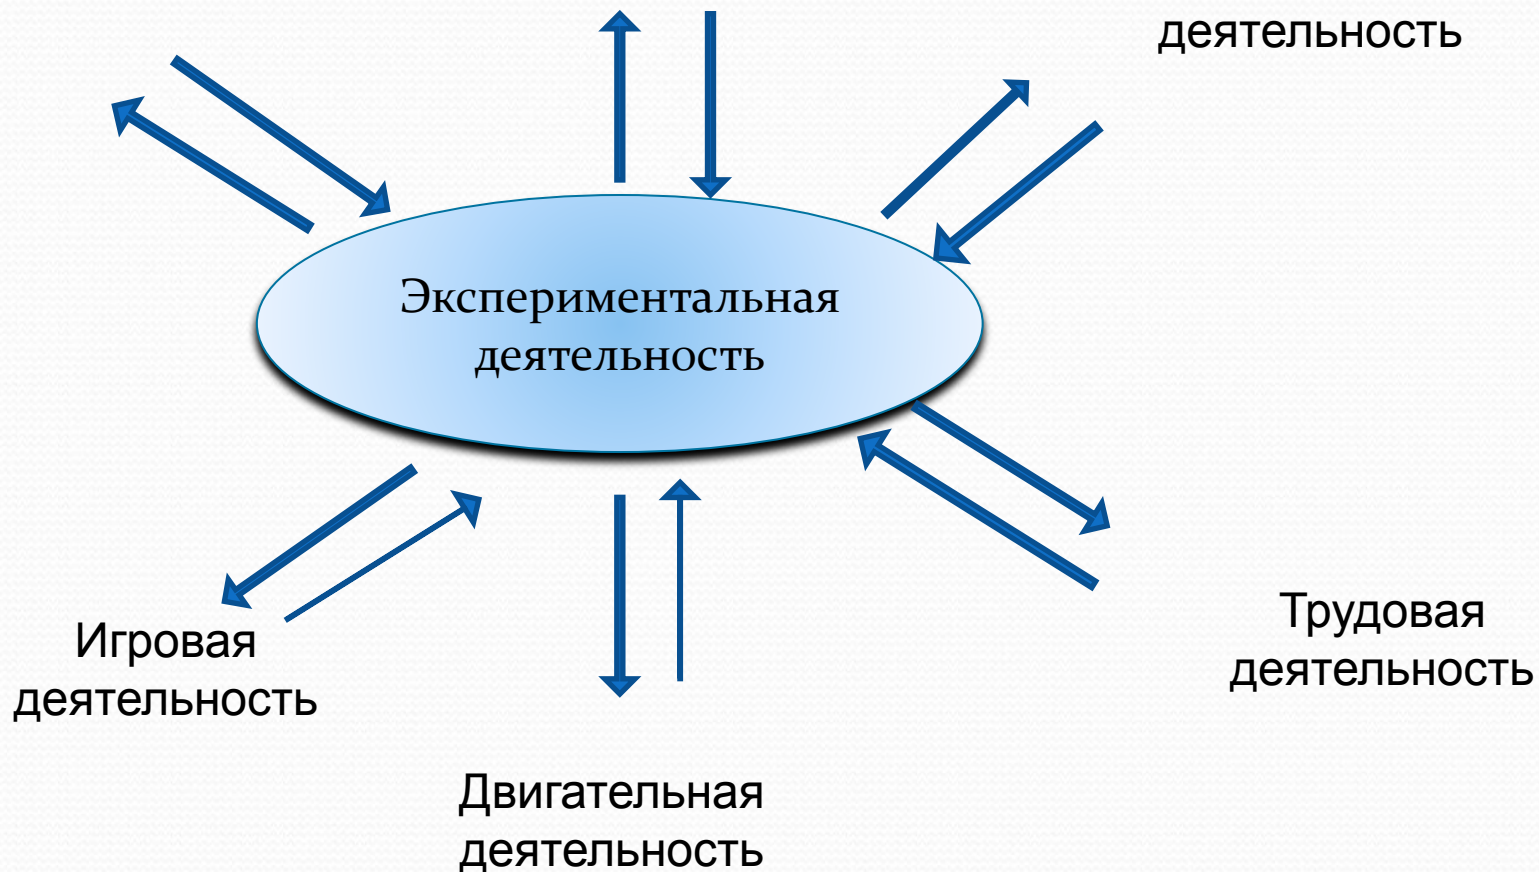 деятельность
Экспериментальная
деятельность
Игровая
деятельность
Трудовая
деятельность
Двигательная
деятельность